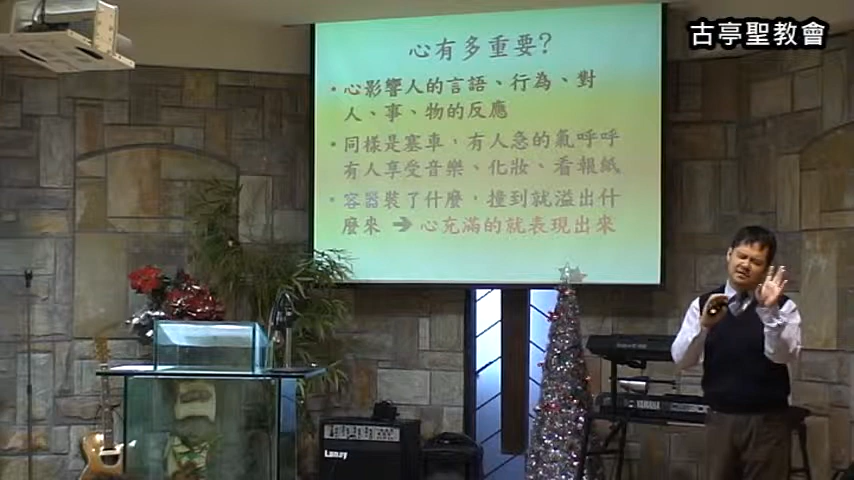 古亭聖教會
心有多重要?
•心影響人的言語、行為、對
人、事、物的反應
•同樣是塞車，有人急的氣呼呼
有人享受音樂、化妝、看報紙
•容器裝了什麼，撞到就溢出什
麼來 ➔ 心充滿的就表現出來
Laney
YAMAHA